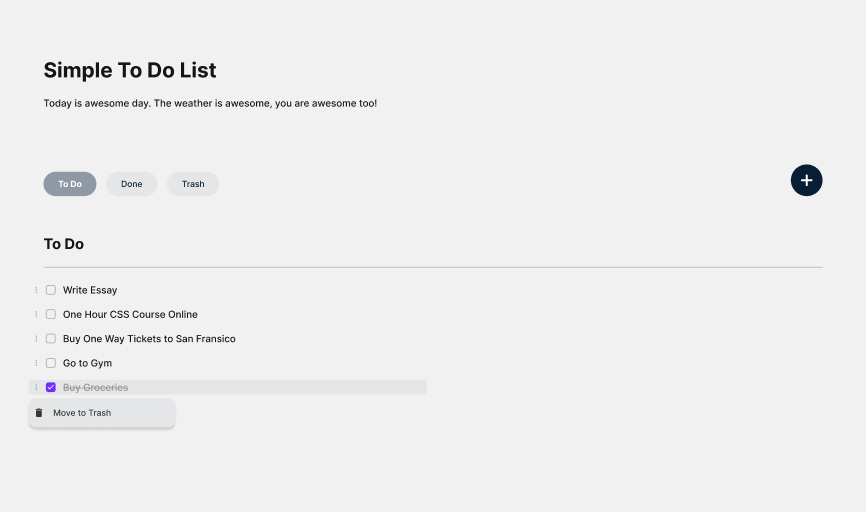 Simple To Do List
Today is awesome day. The weather is awesome, you are awesome too!
To Do Done Trash
To Do
Write Essay
One Hour CSS Course Online
Buy One Way Tickets to San Fransico
Go to Gym
Buy Groceries
Move to Trash